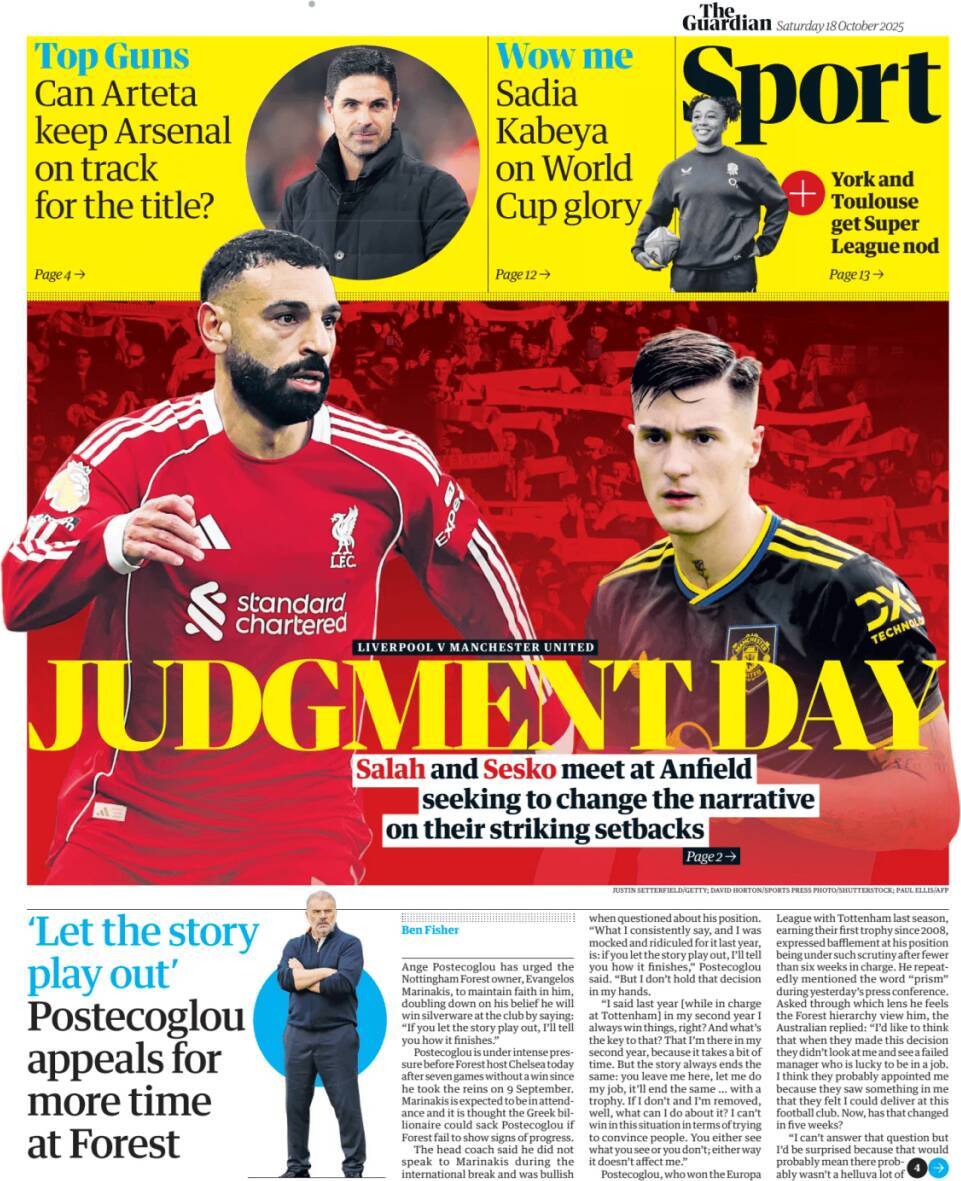 The
Guardian Saturday 18 October 2025
Sport
Top Guns
Can Arteta
keep Arsenal
on track
for the title?
Page 4 →
Wow me
Sadia
Kabeya
on World
Cup glory
Page 12 →
+
York and
Toulouse
get Super
League nod
Page 13 →
L.F.C.
Expe
standard
chartered
DXC
TECHNOLO
MANCHESTER
UNITED
LIVERPOOL V MANCHESTER UNITED
JUDGMENT DAY
Salah and Sesko meet at Anfield
seeking to change the narrative
on their striking setbacks
Page 2 →
JUSTIN SETTERFIELD/GETTY; DAVID HORTON/SPORTS PRESS PHOTO/SHUTTERSTOCK; PAUL ELLIS/AFP
‘Let the story
play out’
Postecoglou
appeals for
more time
at Forest
Ben Fisher
Ange Postecoglou has urged the
Nottingham Forest owner, Evangelos
Marinakis, to maintain faith in him,
doubling down on his belief he will
win silverware at the club by saying:
“If you let the story play out, I’ll tell
you how it finishes.”
Postecoglou is under intense pres-
sure before Forest host Chelsea today
after seven games without a win since
he took the reins on 9 September.
Marinakis is expected to be in attend-
ance and it is thought the Greek bil-
lionaire could sack Postecoglou if
Forest fail to show signs of progress.
The head coach said he did not
speak to Marinakis during the
international break and was bullish
when questioned about his position.
“What I consistently say, and I was
mocked and ridiculed for it last year,
is: if you let the story play out, I’ll tell
you how it finishes,” Postecoglou
said. “But I don’t hold that decision
in my hands.
“I said last year [while in charge
at Tottenham] in my second year I
always win things, right? And what’s
the key to that? That I’m there in my
second year, because it takes a bit of
time. But the story always ends the
same: you leave me here, let me do
my job, it’ll end the same ... with a
trophy. If I don’t and I’m removed,
well, what can I do about it? I can’t
win in this situation in terms of trying
to convince people. You either see
what you see or you don’t; either way
it doesn’t affect me.”
Postecoglou, who won the Europa
League with Tottenham last season,
earning their first trophy since 2008,
expressed bafflement at his position
being under such scrutiny after fewer
than six weeks in charge. He repeat-
edly mentioned the word “prism”
during yesterday’s press conference.
Asked through which lens he feels
the Forest hierarchy view him, the
Australian replied: “I’d like to think
that when they made this decision
they didn’t look at me and see a failed
manager who is lucky to be in a job.
I think they probably appointed me
because they saw something in me
that they felt I could deliver at this
football club. Now, has that changed
in five weeks?
“I can’t answer that question but
I’d be surprised because that would
probably mean there prob-
ably wasn’t a helluva lot of 4 →